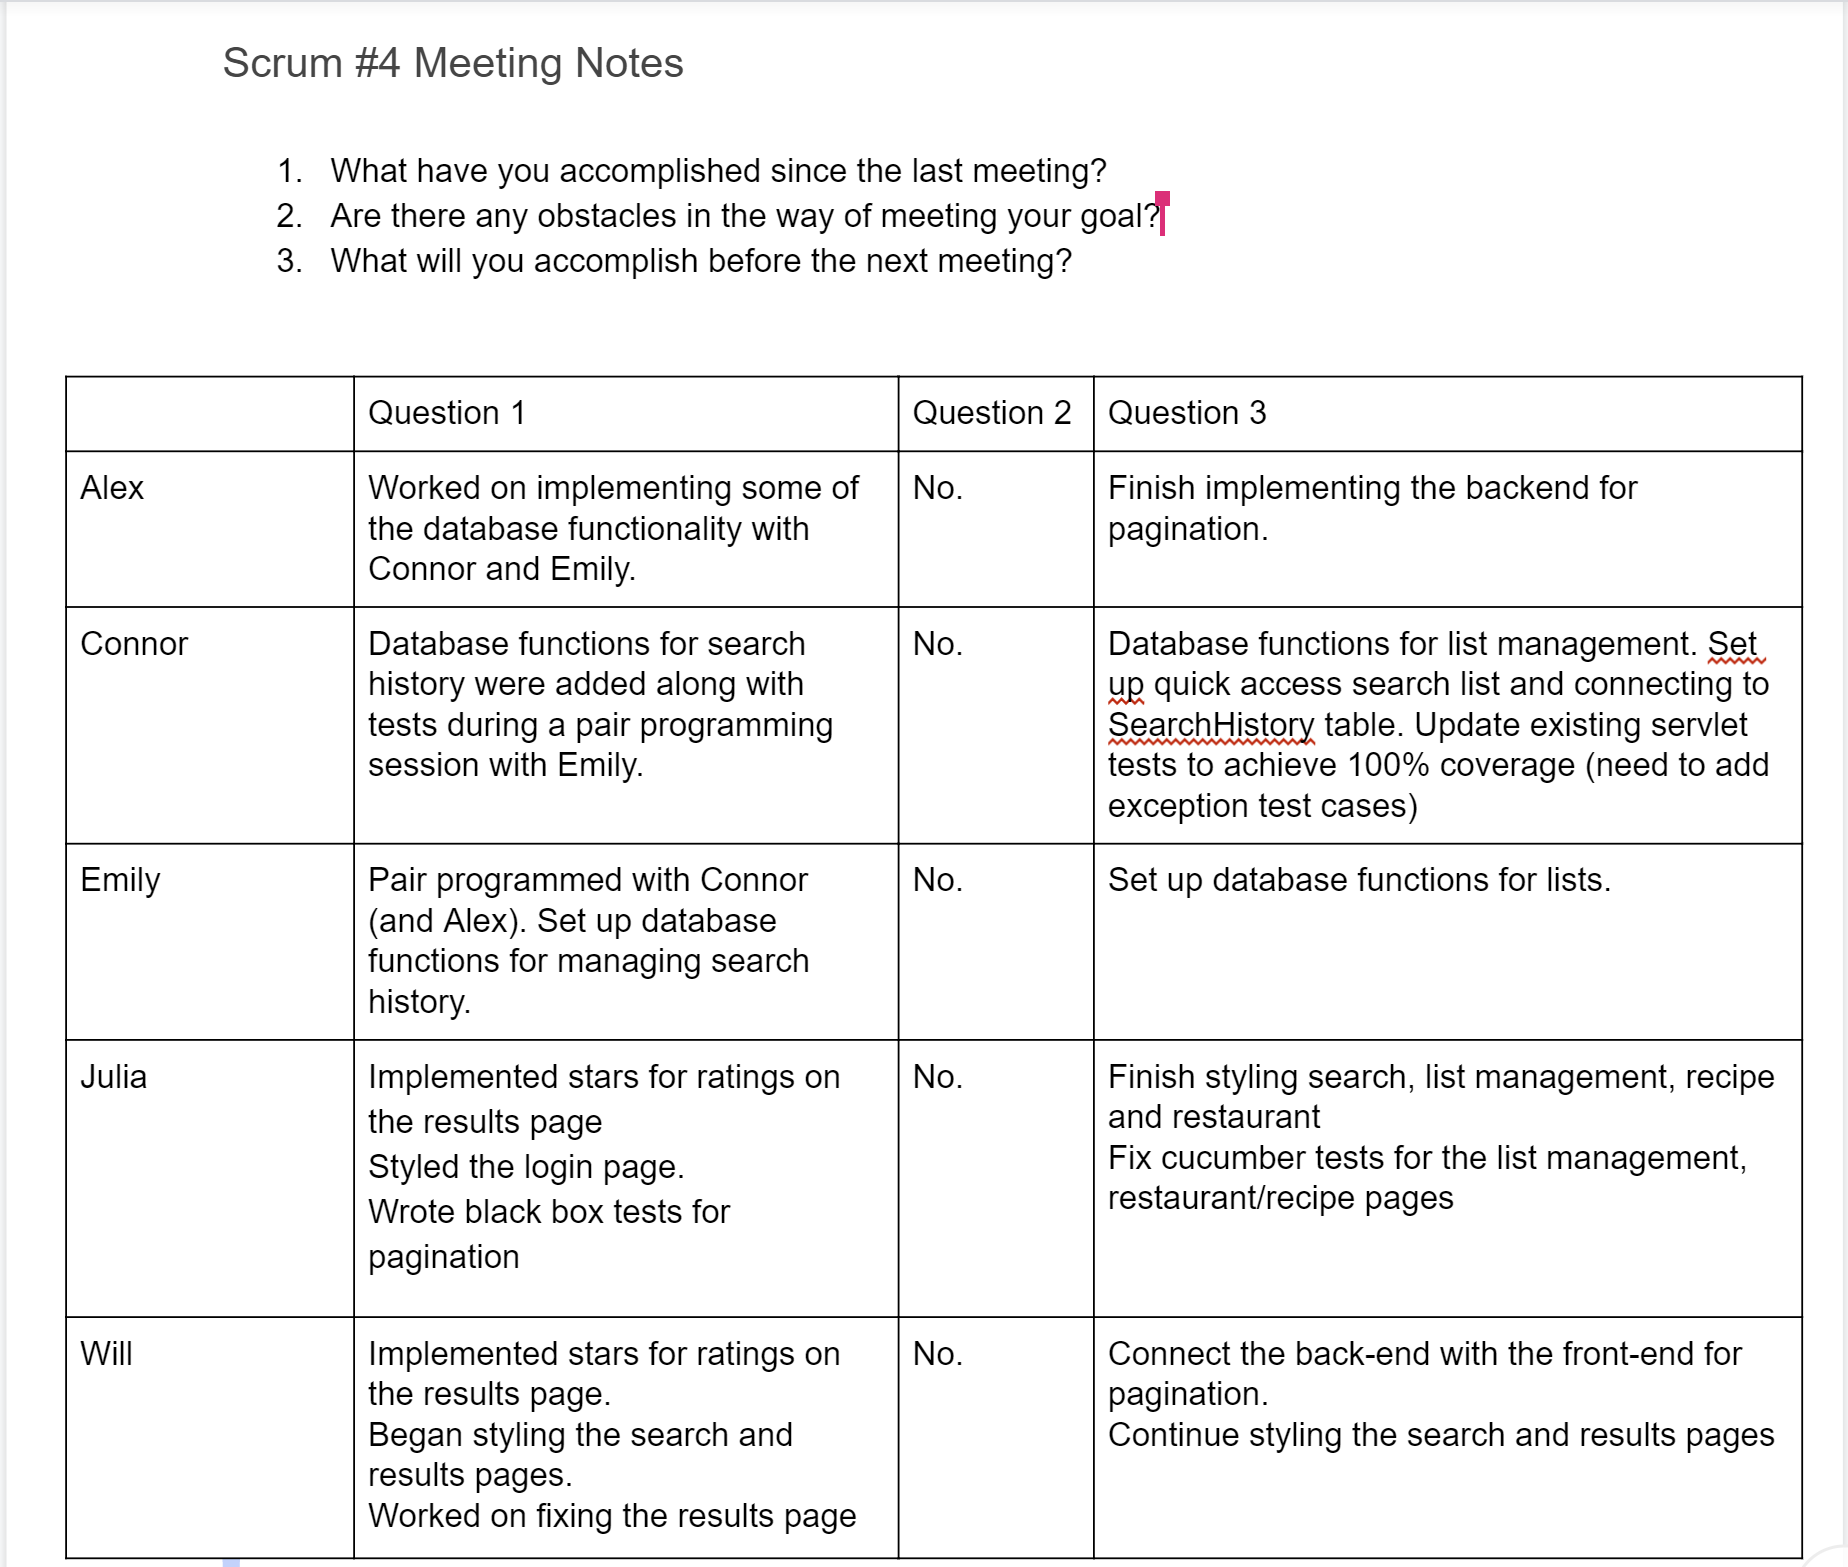 Scrum #4 Meeting Notes
1. What have you accomplished since the last meeting?
2. Are there any obstacles in the way of meeting your goal?
3. What will you accomplish before the next meeting?
Question 1
Question 2
Question 3
Alex
Worked on implementing some of
the database functionality with
Connor and Emily.
No.
Finish implementing the backend for
pagination.
Connor
Database functions for search
history were added along with
tests during a pair programming
session with Emily.
No.
Database functions for list management. Set
up quick access search list and connecting to
SearchHistory table. Update existing servlet
tests to achieve 100% coverage (need to add
exception test cases)
Emily
Pair programmed with Connor
(and Alex). Set up database
functions for managing search
history.
No.
Set up database functions for lists.
Julia
Implemented stars for ratings on
the results page
Styled the login page.
Wrote black box tests for
pagination
No.
Finish styling search, list management, recipe
and restaurant
Fix cucumber tests for the list management,
restaurant/recipe pages
Will
Implemented stars for ratings on
the results page.
Began styling the search and
results pages.
Worked on fixing the results page
No.
Connect the back-end with the front-end for
pagination.
Continue styling the search and results pages